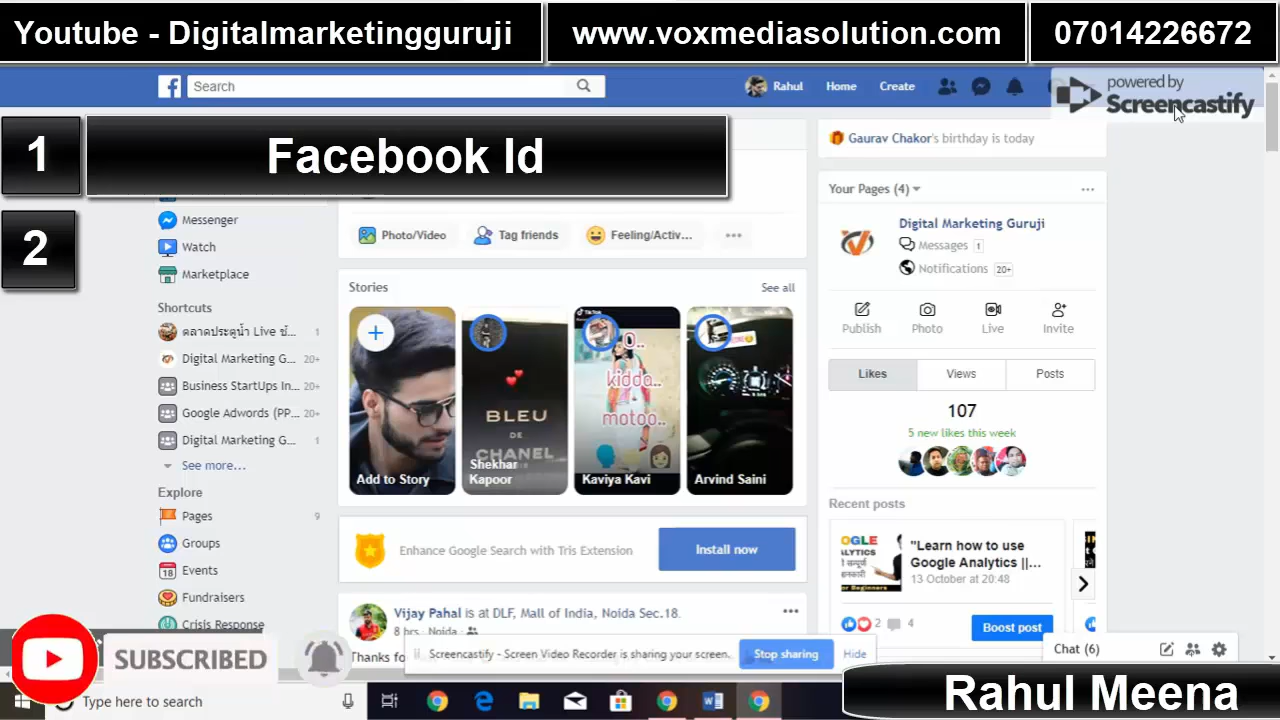 Youtube - Digitalmarketingguruji
www.voxmediasolution.com
07014226672
Search
Rahul
Home
Create
powered by
Screencastify
1
Facebook Id
2
Messenger
Watch
Marketplace
Shortcuts
ตลาดประตูน้ำ Live ข้... 1
Digital Marketing G... 20+
Business StartUps In... 20+
Google Adwords (PP... 20+
Digital Marketing G... 1
See more...
Explore
Pages 9
Groups
Events
18
Fundraisers
Crisis Response
Photo/Video
Tag friends
Feeling/Activ...
Stories
See all
Add to Story
BLEU
DE
CHANEL
Shekhar
Kapoor
TikTok
kidda..
motoo..
Kaviya Kavi
Arvind Saini
Enhance Google Search with Tris Extension
Install now
Vijay Pahal is at DLF, Mall of India, Noida Sec.18.
8 hrs · Noida ·
Thanks fo
Gaurav Chakor's birthday is today
Your Pages (4)
Digital Marketing Guruji
Messages 1
Notifications 20+
Publish
Photo
Live
Invite
Likes
Views
Posts
107
5 new likes this week
Recent posts
OGLE
LYTICS
or Beginners
"Learn how to use
Google Analytics ||...
13 October at 20:48
2
4
Boost post
Chat (6)
SUBSCRIBED
Screencastify - Screen Video Recorder is sharing your screen.
Stop sharing
Hide
Type here to search
Rahul Meena